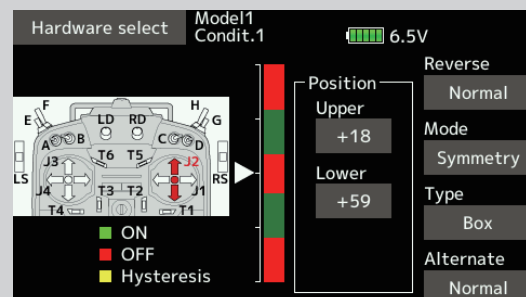 Hardware select
Model1
Condit.1
6.5V
F
H
E
LD
RD
G
A
B
C
D
J3
T6
T5
J2
LS
J4
T3
T2
J1
RS
T4
T1
ON
OFF
Hysteresis
Position
Upper
+18
Lower
+59
Reverse
Normal
Mode
Symmetry
Type
Box
Alternate
Normal